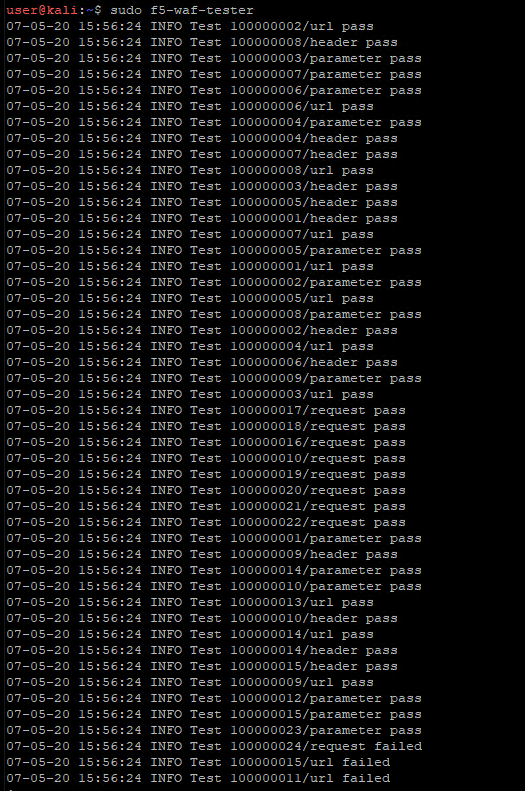 user@kali:~$ sudo f5-waf-tester
07-05-20 15:56:24 INFO Test 100000002/url pass
07-05-20 15:56:24 INFO Test 100000008/header pass
07-05-20 15:56:24 INFO Test 100000003/parameter pass
07-05-20 15:56:24 INFO Test 100000007/parameter pass
07-05-20 15:56:24 INFO Test 100000006/parameter pass
07-05-20 15:56:24 INFO Test 100000006/url pass
07-05-20 15:56:24 INFO Test 100000004/parameter pass
07-05-20 15:56:24 INFO Test 100000004/header pass
07-05-20 15:56:24 INFO Test 100000007/header pass
07-05-20 15:56:24 INFO Test 100000008/url pass
07-05-20 15:56:24 INFO Test 100000003/header pass
07-05-20 15:56:24 INFO Test 100000005/header pass
07-05-20 15:56:24 INFO Test 100000001/header pass
07-05-20 15:56:24 INFO Test 100000007/url pass
07-05-20 15:56:24 INFO Test 100000005/parameter pass
07-05-20 15:56:24 INFO Test 100000001/url pass
07-05-20 15:56:24 INFO Test 100000002/parameter pass
07-05-20 15:56:24 INFO Test 100000005/url pass
07-05-20 15:56:24 INFO Test 100000008/parameter pass
07-05-20 15:56:24 INFO Test 100000002/header pass
07-05-20 15:56:24 INFO Test 100000004/url pass
07-05-20 15:56:24 INFO Test 100000006/header pass
07-05-20 15:56:24 INFO Test 100000009/parameter pass
07-05-20 15:56:24 INFO Test 100000003/url pass
07-05-20 15:56:24 INFO Test 100000017/request pass
07-05-20 15:56:24 INFO Test 100000018/request pass
07-05-20 15:56:24 INFO Test 100000016/request pass
07-05-20 15:56:24 INFO Test 100000010/request pass
07-05-20 15:56:24 INFO Test 100000019/request pass
07-05-20 15:56:24 INFO Test 100000020/request pass
07-05-20 15:56:24 INFO Test 100000021/request pass
07-05-20 15:56:24 INFO Test 100000022/request pass
07-05-20 15:56:24 INFO Test 100000001/parameter pass
07-05-20 15:56:24 INFO Test 100000009/header pass
07-05-20 15:56:24 INFO Test 100000014/parameter pass
07-05-20 15:56:24 INFO Test 100000010/parameter pass
07-05-20 15:56:24 INFO Test 100000013/url pass
07-05-20 15:56:24 INFO Test 100000010/header pass
07-05-20 15:56:24 INFO Test 100000014/url pass
07-05-20 15:56:24 INFO Test 100000014/header pass
07-05-20 15:56:24 INFO Test 100000015/header pass
07-05-20 15:56:24 INFO Test 100000009/url pass
07-05-20 15:56:24 INFO Test 100000012/parameter pass
07-05-20 15:56:24 INFO Test 100000015/parameter pass
07-05-20 15:56:24 INFO Test 100000023/parameter pass
07-05-20 15:56:24 INFO Test 100000024/request failed
07-05-20 15:56:24 INFO Test 100000015/url failed
07-05-20 15:56:24 INFO Test 100000011/url failed